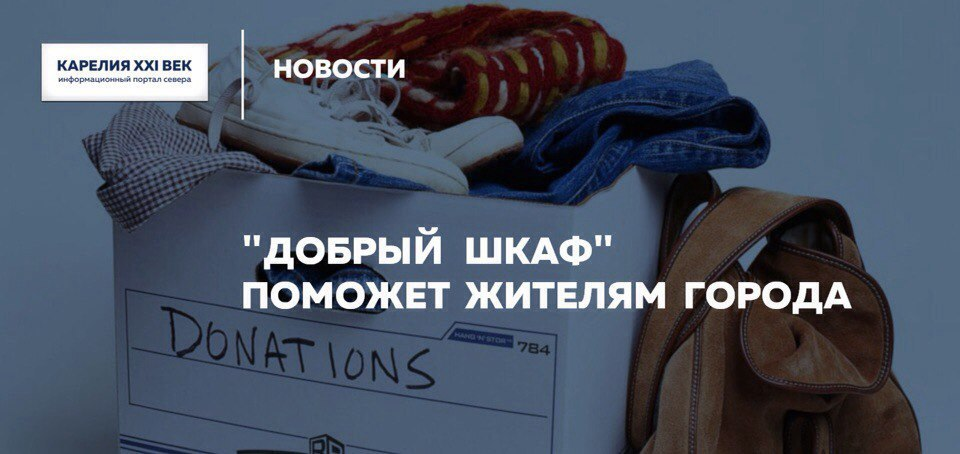 КАРЕЛИЯ XXI ВЕК
информационный портал севера
НОВОСТИ
"ДОБРЫЙ ШКАФ"
ПОМОЖЕТ ЖИТЕЛЯМ ГОРОДА
DONATIONS
784